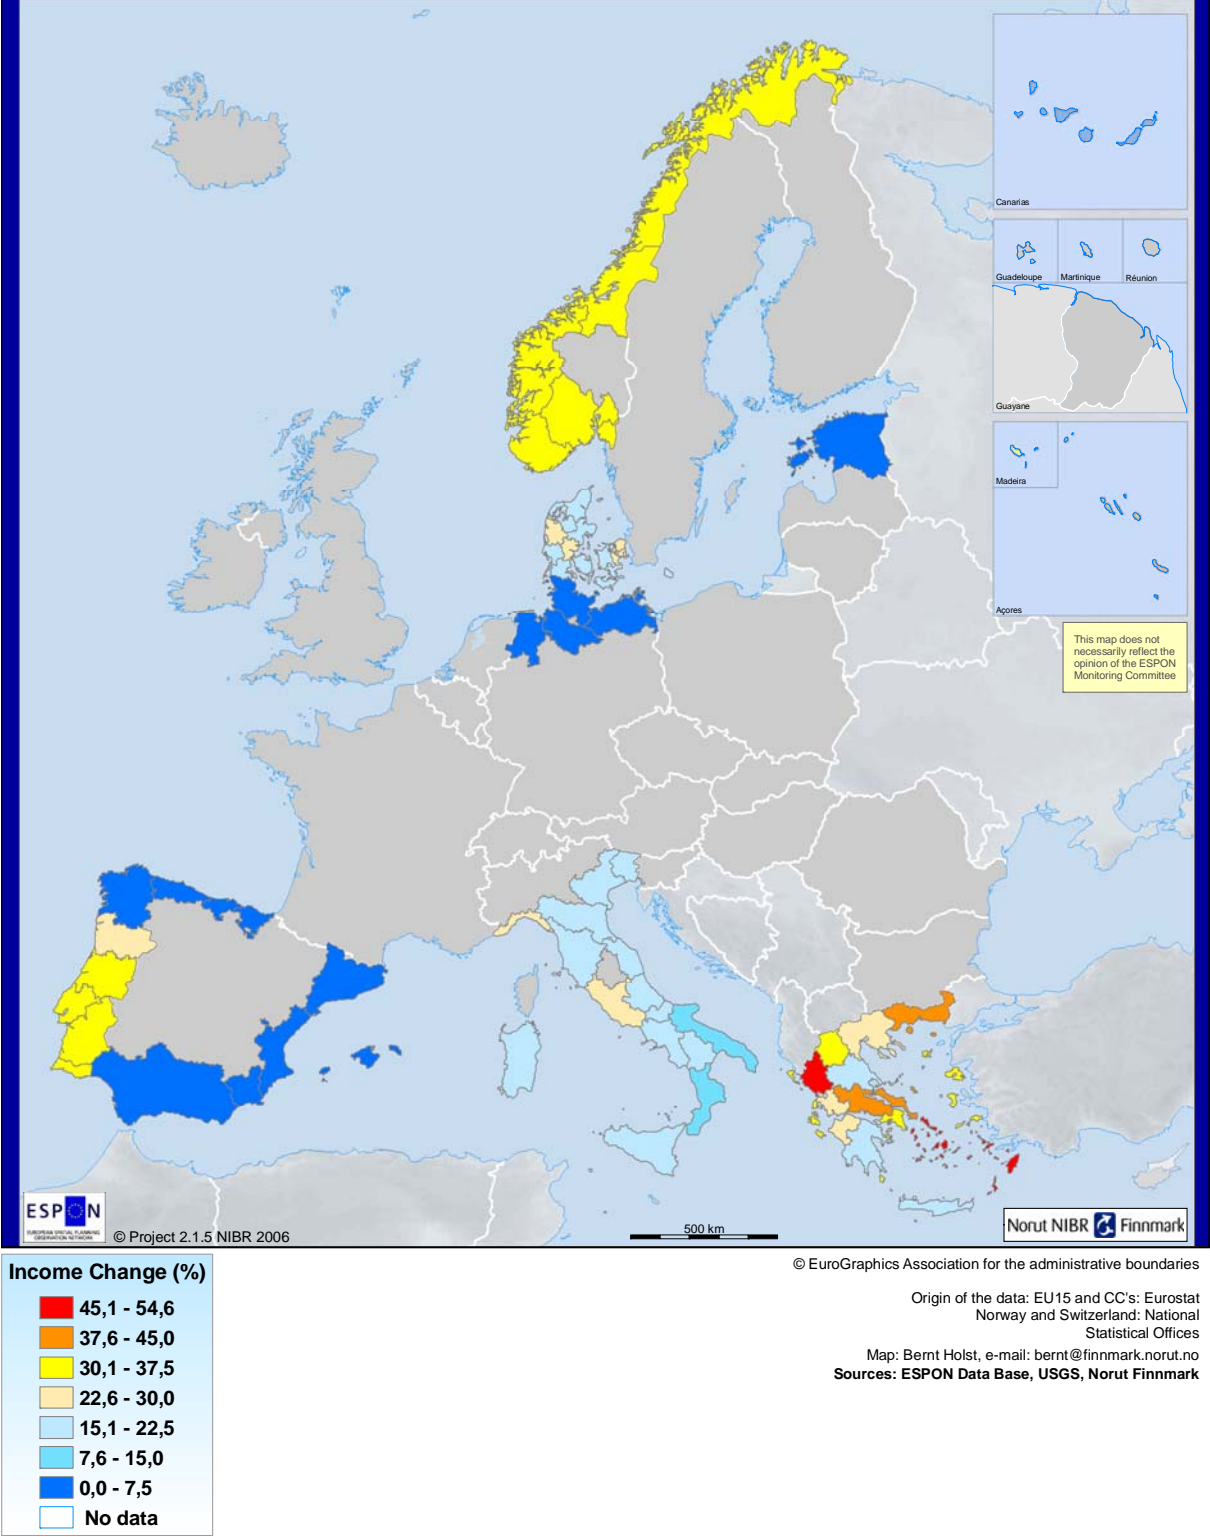 Canarias
Guadeloupe
Martinique
Réunion
Guayane
Madeira
Açores
This map does not
necessarily reflect the
opinion of the ESPON
Monitoring Committee
ESPON
EUROPEAN SPATIAL PLANNING
OBSERVATION NETWORK
© Project 2.1.5 NIBR 2006
500 km
Norut NIBR Finnmark
Income Change (%)
45,1 - 54,6
37,6 - 45,0
30,1 - 37,5
22,6 - 30,0
15,1 - 22,5
7,6 - 15,0
0,0 - 7,5
No data
© EuroGraphics Association for the administrative boundaries
Origin of the data: EU15 and CC's: Eurostat
Norway and Switzerland: National
Statistical Offices
Map: Bernt Holst, e-mail: bernt@finnmark.norut.no
Sources: ESPON Data Base, USGS, Norut Finnmark